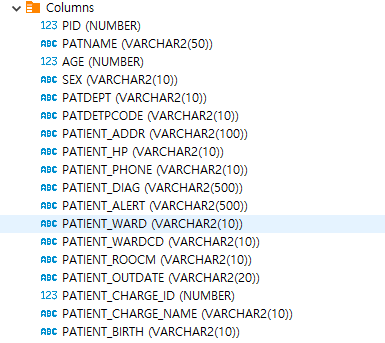 Columns
123 PID (NUMBER)
ABC PATNAME (VARCHAR2(50))
123 AGE (NUMBER)
ABC SEX (VARCHAR2(10))
ABC PATDEPT (VARCHAR2(10))
ABC PATDETPCODE (VARCHAR2(10))
ABC PATIENT_ADDR (VARCHAR2(100))
ABC PATIENT_HP (VARCHAR2(10))
ABC PATIENT_PHONE (VARCHAR2(10))
ABC PATIENT_DIAG (VARCHAR2(500))
ABC PATIENT_ALERT (VARCHAR2(500))
ABC PATIENT_WARD (VARCHAR2(10))
ABC PATIENT_WARDCD (VARCHAR2(10))
ABC PATIENT_ROOCM (VARCHAR2(10))
ABC PATIENT_OUTDATE (VARCHAR2(20))
123 PATIENT_CHARGE_ID (NUMBER)
ABC PATIENT_CHARGE_NAME (VARCHAR2(10))
ABC PATIENT_BIRTH (VARCHAR2(10))